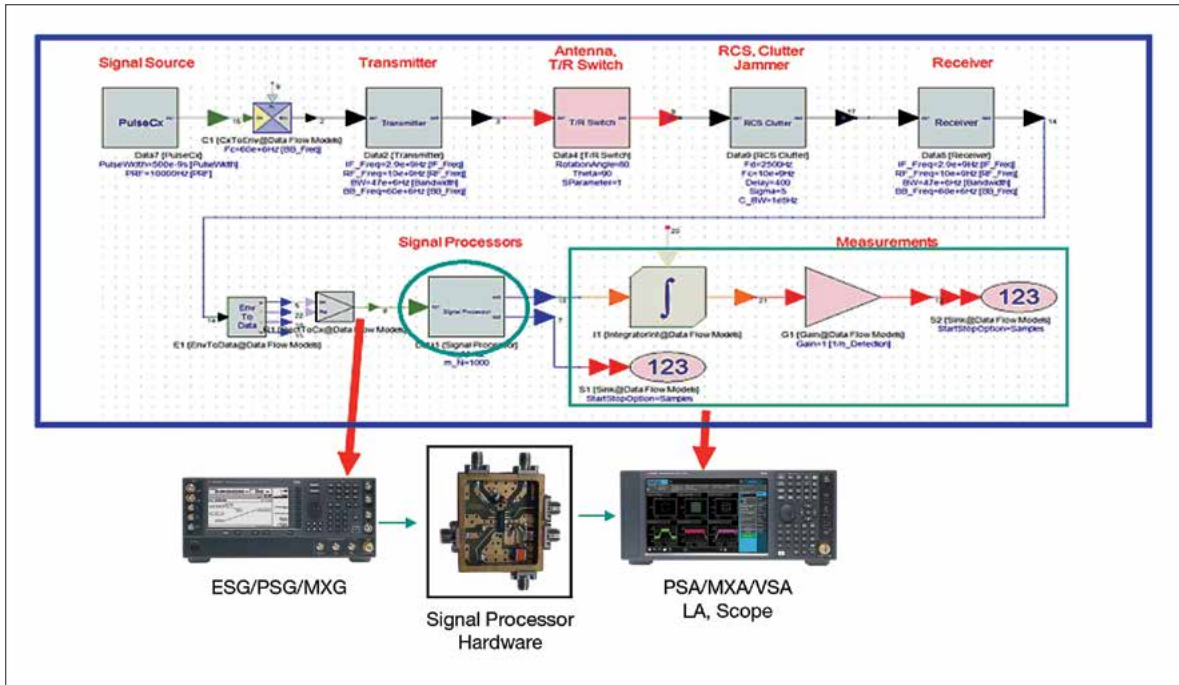 Signal Source
Transmitter
Antenna,
T/R Switch
RCS, Clutter
Jammer
Receiver
PulseCx
Data7 [PulseCx]
PulseWidth=500e-9s [PulseWidth]
PRF=10000Hz [PRF]
C1 [CxToEnv@Data Flow Models]
Fc=60e+6Hz [BB_Freq]
Transmitter
Data2 [Transmitter]
IF_Freq=2.9e+9Hz [IF_Freq]
RF_Freq=10e+9Hz [RF_Freq]
BW=47e+6Hz [Bandwidth]
BB_Freq=60e+6Hz [BB_Freq]
T/R Switch
Data4 [T/R Switch]
RotationAngle=60
Theta=90
SParameter=1
RCS Clutter
Data9 [RCS Clutter]
Fd=2500Hz
Fc=10e+9Hz
Delay=400
Sigma=5
C_BW=1e6Hz
Receiver
Data8 [Receiver]
IF_Freq=2.9e+9Hz [IF_Freq]
RF_Freq=10e+9Hz [RF_Freq]
BW=47e+6Hz [Bandwidth]
BB_Freq=60e+6Hz [BB_Freq]
14
Signal Processors
Measurements
20
Env
To
Data
E1 [EnvToData@Data Flow Models]
Signal Processor
[Signal Processor]
m_N=1000
∫
I1 [IntegratorInt@Data Flow Models]
21
G1 [Gain@Data Flow Models]
Gain=1 [1/n_Detection]
123
S2 [Sink@Data Flow Models]
StartStopOption=Samples
123
S1 [Sink@Data Flow Models]
StartStopOption=Samples
ESG/PSG/MXG
Signal Processor
Hardware
PSA/MXA/VSA
LA, Scope